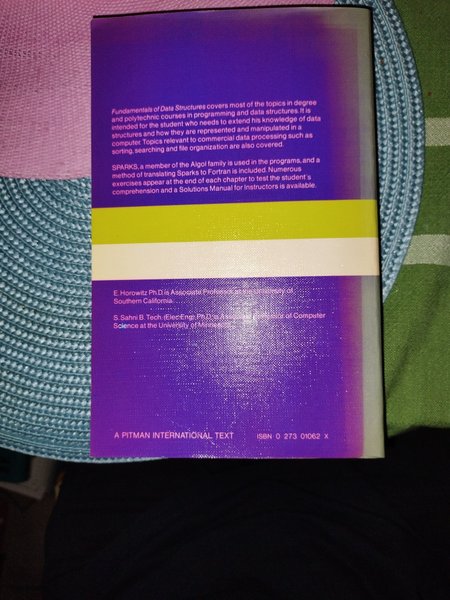 Fundamentals of Data Structures covers most of the topics in degree
and polytechnic courses in programming and data structures. It is
intended for the student who needs to extend his knowledge of data
structures and how they are represented and manipulated in a
computer. Topics relevant to commercial data processing such as
sorting, searching and file organization are also covered.
SPARKS, a member of the Algol family is used in the programs, and a
method of translating Sparks to Fortran is included. Numerous
exercises appear at the end of each chapter to test the student's
comprehension and a Solutions Manual for Instructors is available.
E. Horowitz Ph.D. is Associate Professor at the University of
Southern California.
S. Sahni B.Tech. (Elec Eng), Ph.D. is Associate Professor of Computer
Science at the University of Minnesota.
A PITMAN INTERNATIONAL TEXT
ISBN 0 273 01062 X